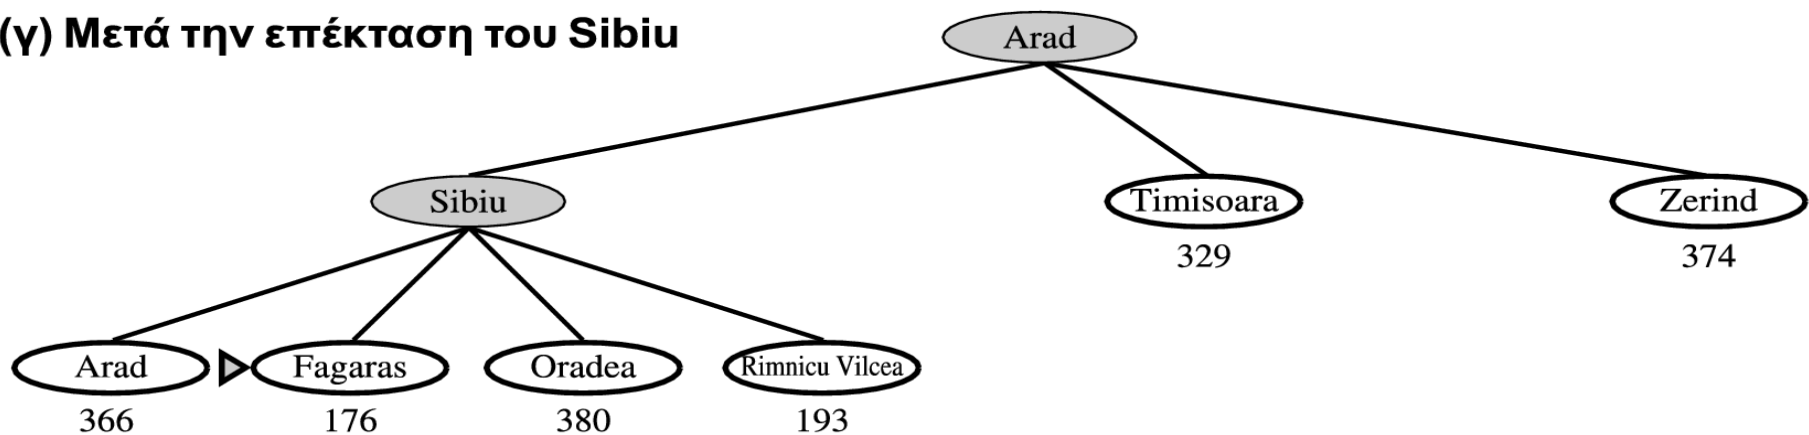 (γ) Μετά την επέκταση του Sibiu
Arad
Sibiu
Timisoara
Zerind
329
374
Arad
Fagaras
Oradea
Rimnicu Vilcea
366
176
380
193